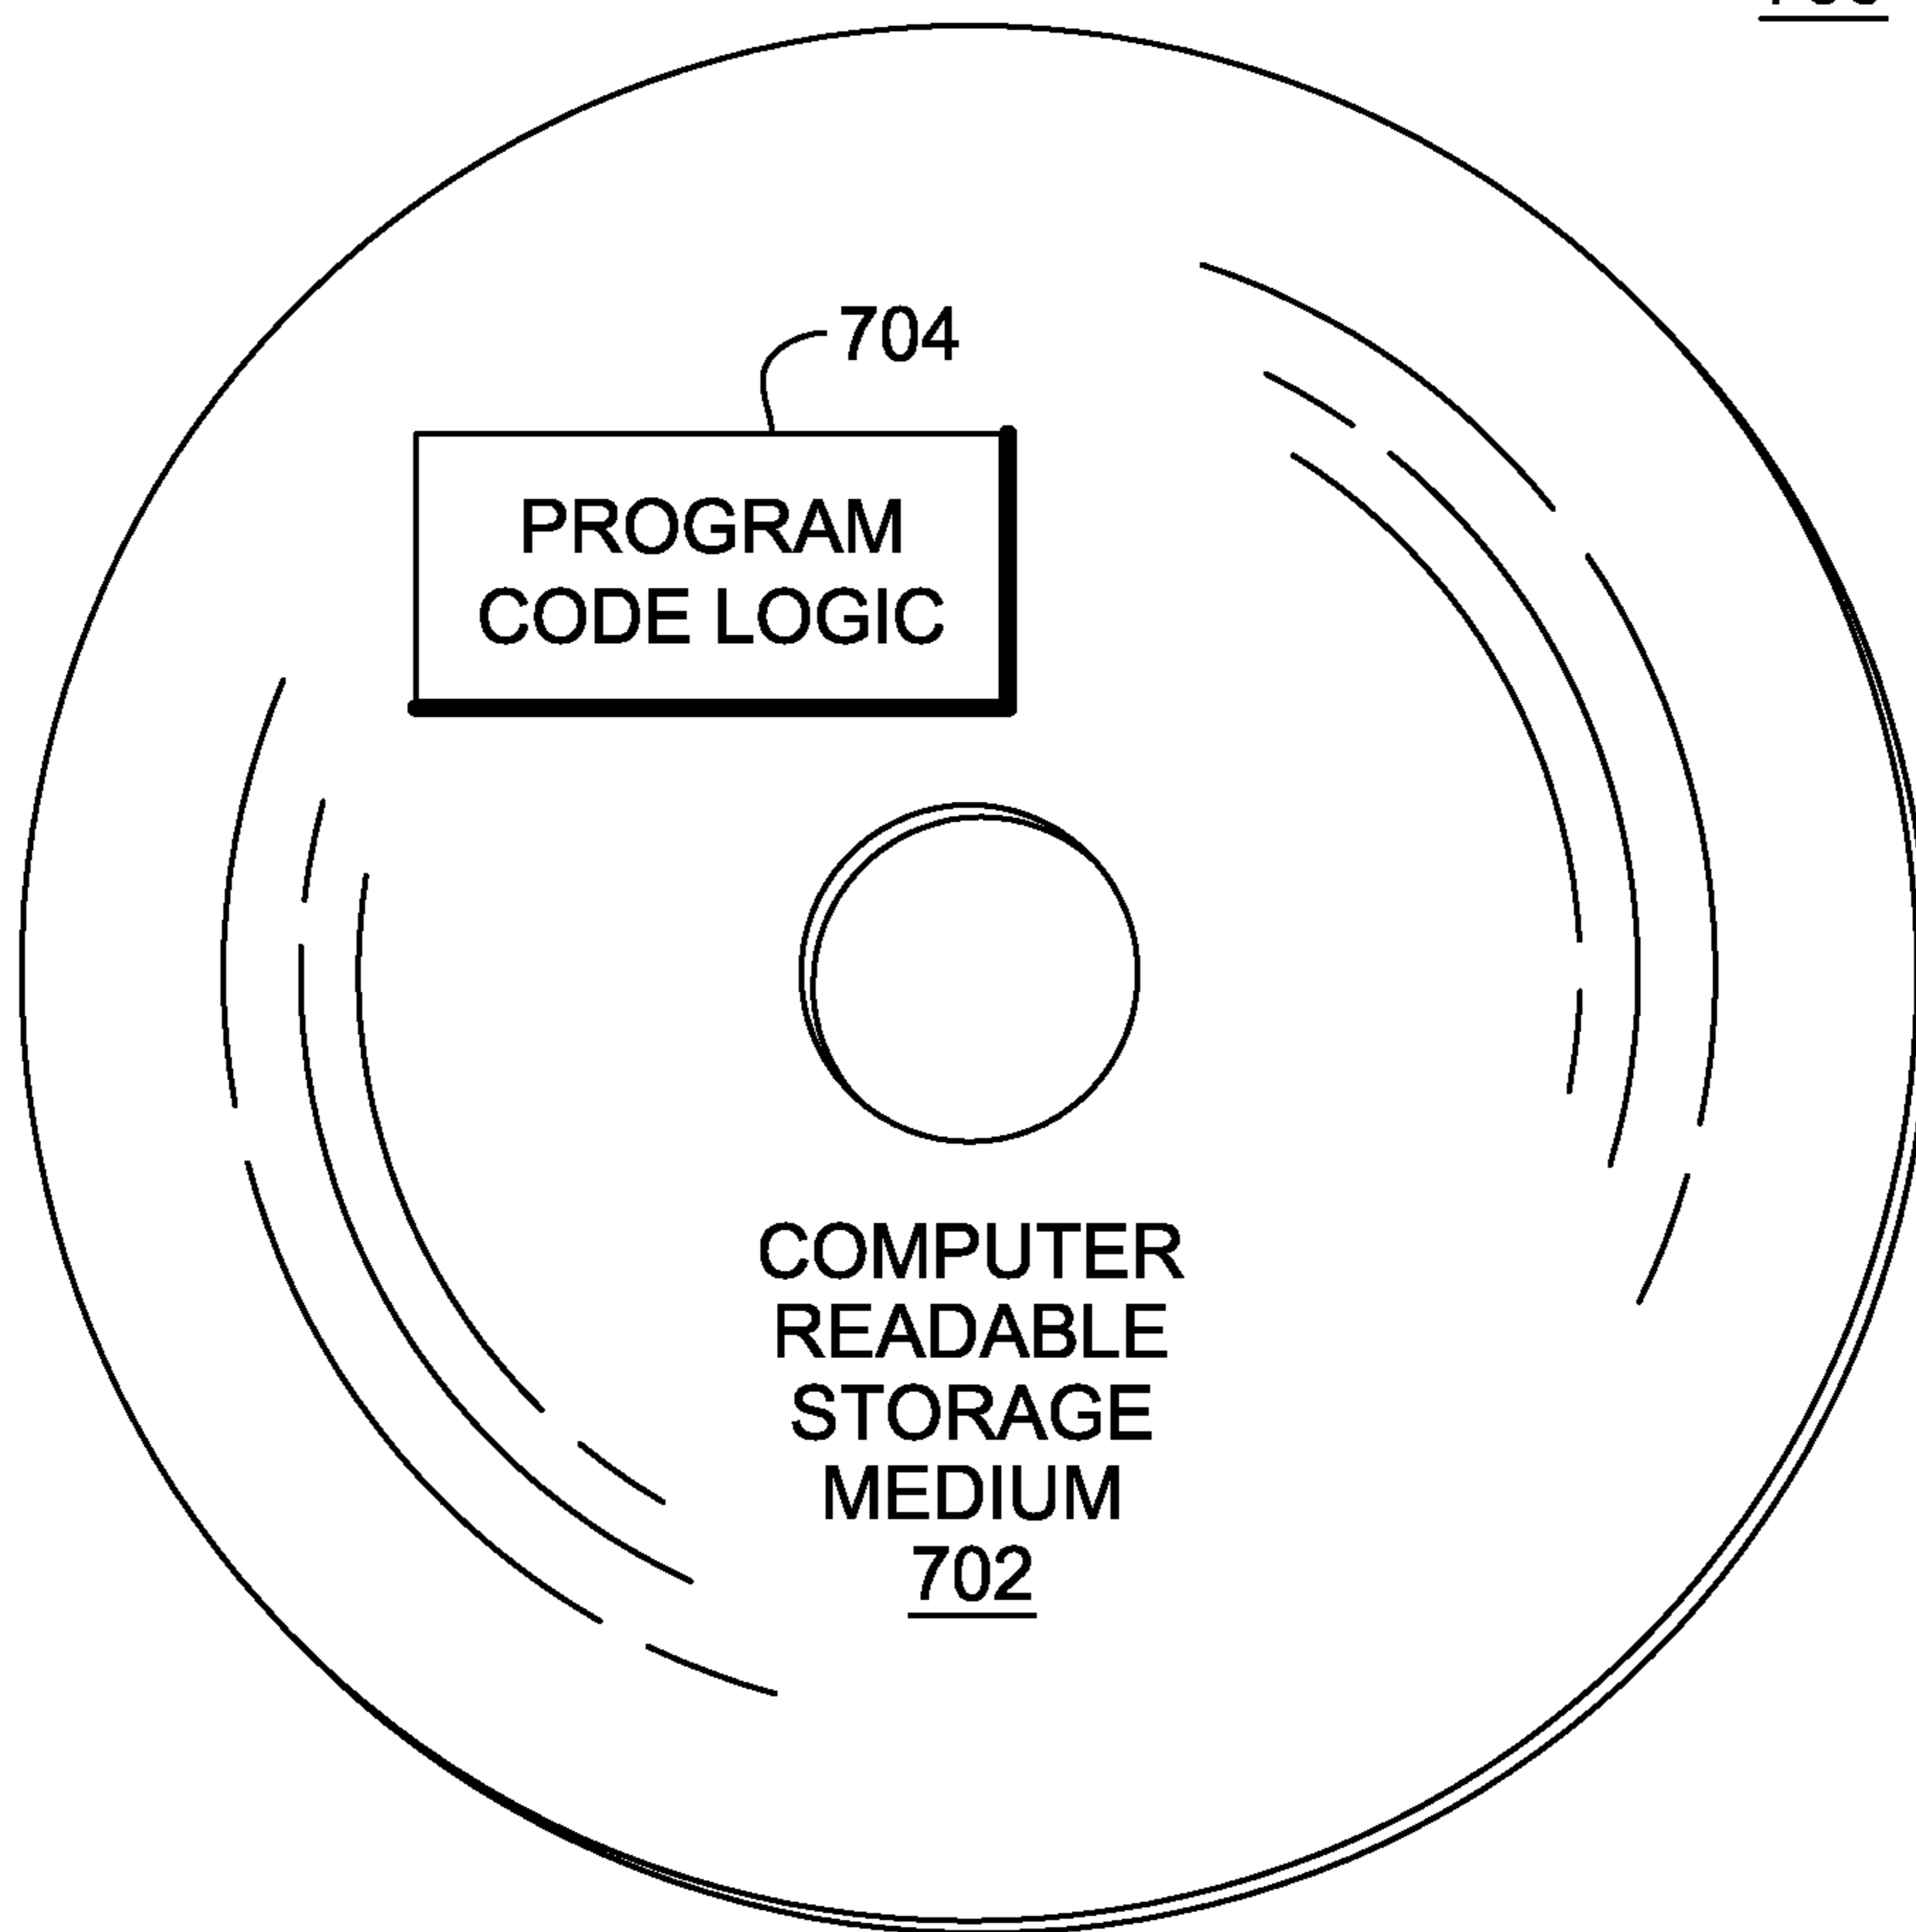 704
PROGRAM
CODE LOGIC
COMPUTER
READABLE
STORAGE
MEDIUM
702